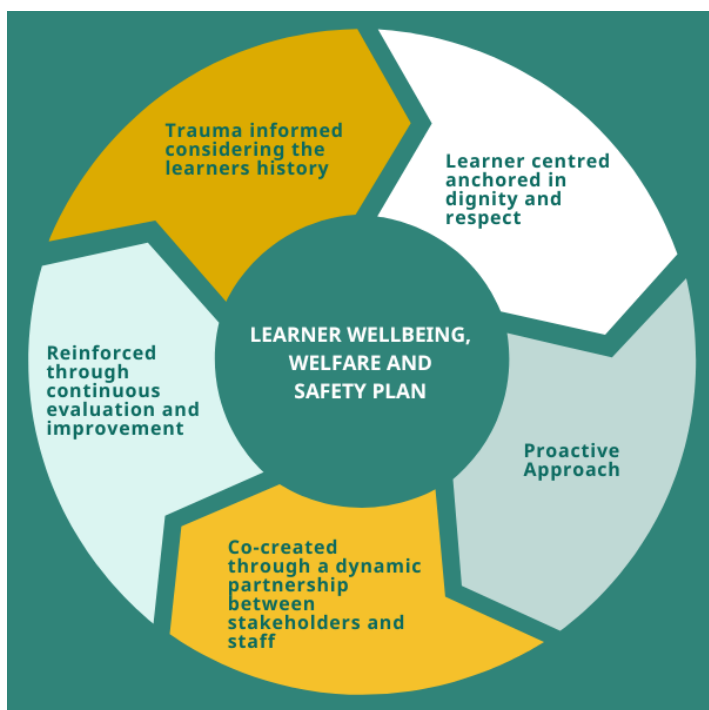 Trauma informed
considering the
learners history
Learner centred
anchored in
dignity and
respect
LEARNER WELLBEING,
WELFARE AND
SAFETY PLAN
Reinforced
through
continuous
evaluation and
improvement
Proactive
Approach
Co-created
through a dynamic
partnership
between
stakeholders and
staff